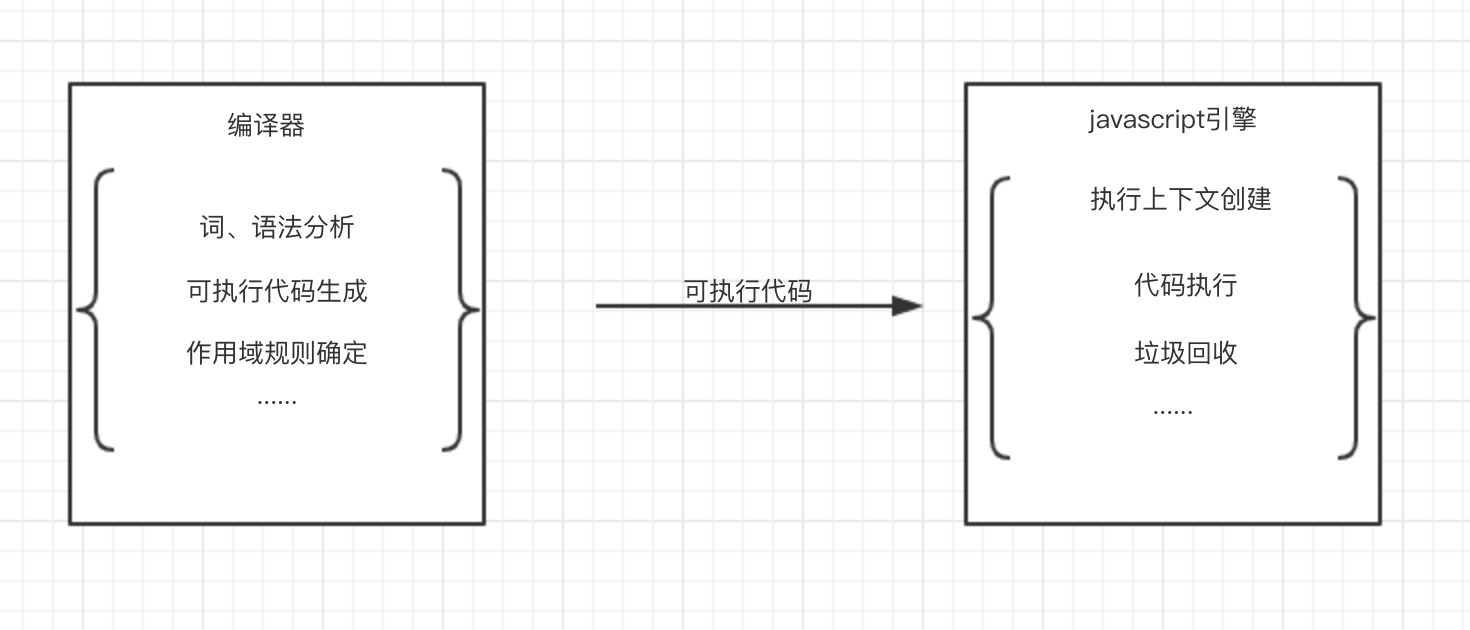 编译器
词、语法分析
可执行代码生成
作用域规则确定
......
可执行代码
javascript引擎
执行上下文创建
代码执行
垃圾回收
......